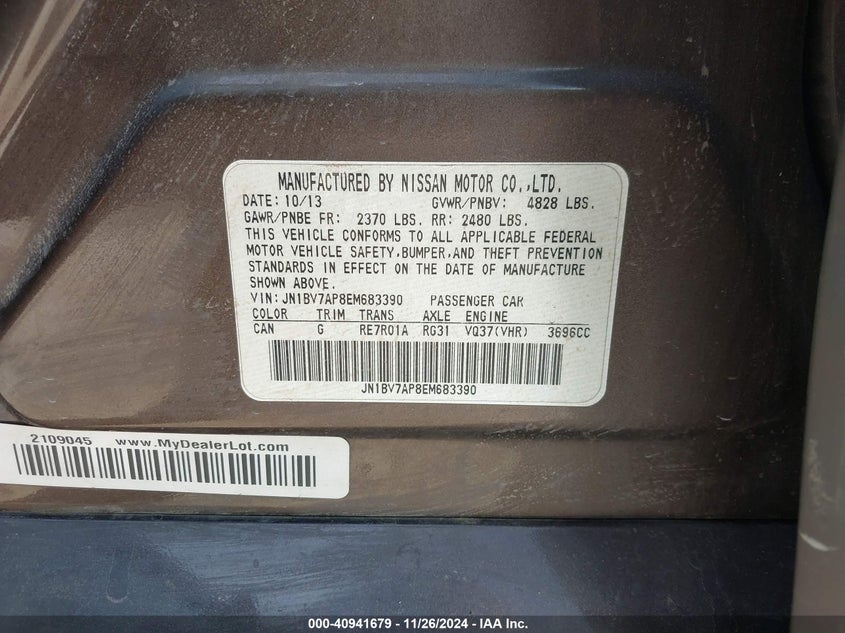 MANUFACTURED BY NISSAN MOTOR CO.,LTD.
DATE: 10/13 GVWR/PNBV: 4828 LBS.
GAWR/PNBE FR: 2370 LBS. RR: 2480 LBS.
THIS VEHICLE CONFORMS TO ALL APPLICABLE FEDERAL
MOTOR VEHICLE SAFETY,BUMPER,AND THEFT PREVENTION
STANDARDS IN EFFECT ON THE DATE OF MANUFACTURE
SHOWN ABOVE.
VIN: JN1BV7AP8EM683390 PASSENGER CAR
COLOR TRIM TRANS AXLE ENGINE
CAN G RE7R01A RG31 VQ37(VHR) 3696CC
JN1BV7AP8EM683390
2109045 www.MyDealerLot.com
000-40941679 - 11/26/2024 - IAA Inc.